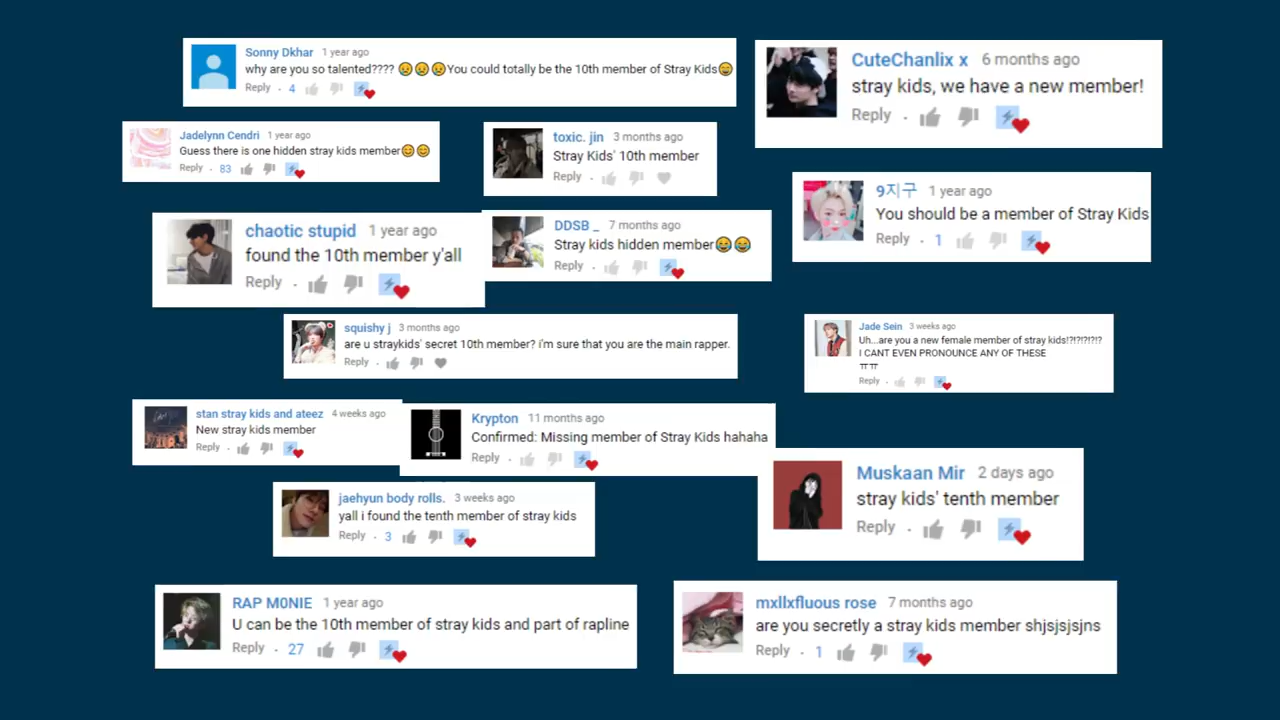 Sonny Dkhar 1 year ago
why are you so talented???? 😢😢😢You could totally be the 10th member of Stray Kids😄
Reply · 4
CuteChanlix x 6 months ago
stray kids, we have a new member!
Reply ·
Jadelynn Cendri 1 year ago
Guess there is one hidden stray kids member😊😊
Reply · 83
toxic. jin 3 months ago
Stray Kids' 10th member
Reply ·
9지구 1 year ago
You should be a member of Stray Kids
Reply · 1
chaotic stupid 1 year ago
found the 10th member y'all
Reply ·
DDSB _ 7 months ago
Stray kids hidden member😂😂
Reply ·
squishy j 3 months ago
are u straykids' secret 10th member? i'm sure that you are the main rapper.
Reply ·
Jade Sein 3 weeks ago
Uh...are you a new female member of stray kids!?!?!?!?!?
I CANT EVEN PRONOUNCE ANY OF THESE
ㅠㅠ
Reply ·
stan stray kids and ateez 4 weeks ago
New stray kids member
Reply ·
Krypton 11 months ago
Confirmed: Missing member of Stray Kids hahaha
Reply ·
Muskaan Mir 2 days ago
stray kids' tenth member
Reply ·
jaehyun body rolls. 3 weeks ago
yall i found the tenth member of stray kids
Reply · 3
RAP M0NIE 1 year ago
U can be the 10th member of stray kids and part of rapline
Reply · 27
mxllxfluous rose 7 months ago
are you secretly a stray kids member shjsjsjsjns
Reply · 1